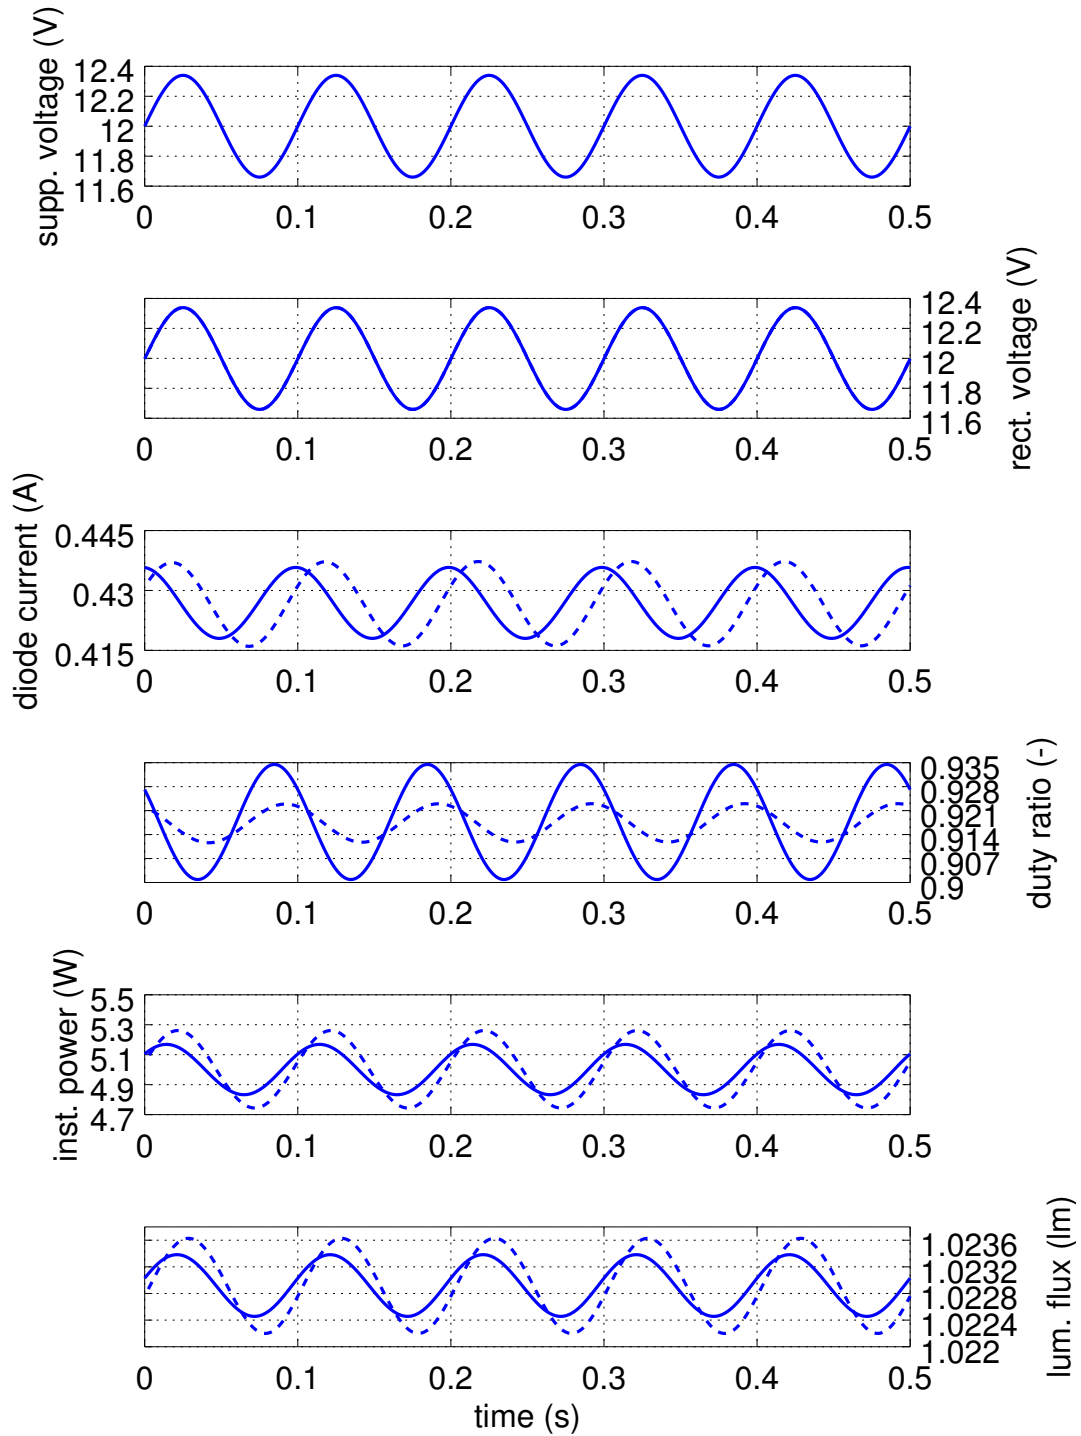 supp. voltage (V)
12.4
12.2
12
11.8
11.6
0 0.1 0.2 0.3 0.4 0.5
rect. voltage (V)
12.4
12.2
12
11.8
11.6
0 0.1 0.2 0.3 0.4 0.5
diode current (A)
0.445
0.43
0.415
0 0.1 0.2 0.3 0.4 0.5
duty ratio (-)
0.935
0.928
0.921
0.914
0.907
0.9
0 0.1 0.2 0.3 0.4 0.5
inst. power (W)
5.5
5.3
5.1
4.9
4.7
0 0.1 0.2 0.3 0.4 0.5
lum. flux (lm)
1.0236
1.0232
1.0228
1.0224
1.022
0 0.1 0.2 0.3 0.4 0.5
time (s)